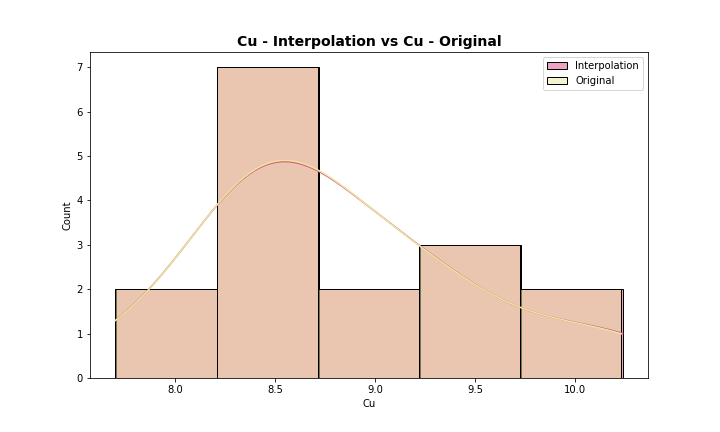 Cu - Interpolation vs Cu - Original
Interpolation
Original
7
6
5
4
3
2
1
0
Count
8.0 8.5 9.0 9.5 10.0
Cu